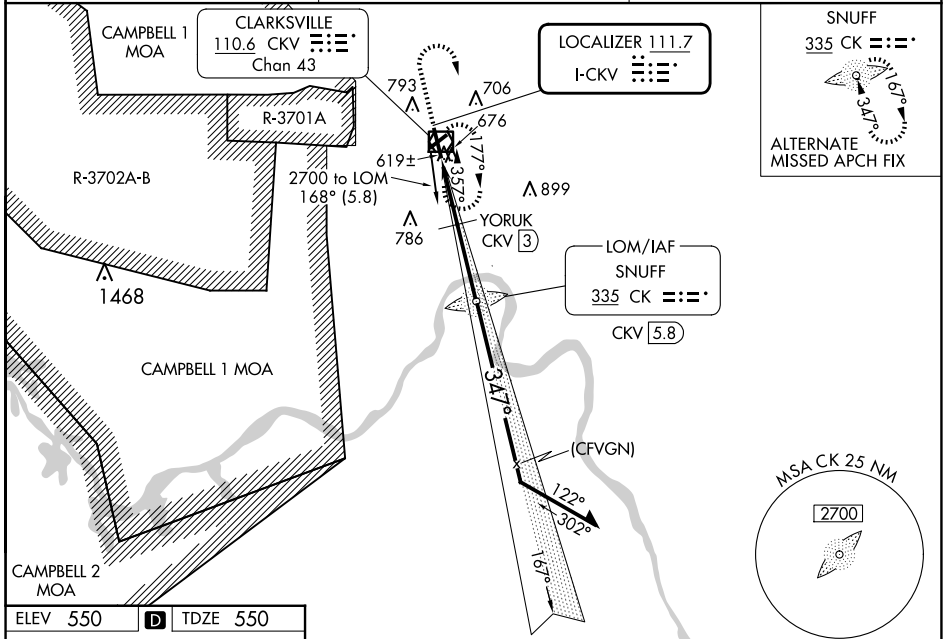 CLARKSVILLE
110.6 CKV
Chan 43
CAMPBELL 1
MOA
LOCALIZER 111.7
I-CKV
SNUFF
335 CK
167°
347°
ALTERNATE
MISSED APCH FIX
793
706
676
R-3701A
619±
177°
357°
R-3702A-B
2700 to LOM
168° (5.8)
899
786
YORUK
CKV 3
LOM/IAF
SNUFF
335 CK
CKV 5.8
1468
CAMPBELL 1 MOA
347°
(CFVGN)
122°
302°
167°
MSA CK 25 NM
2700
CAMPBELL 2
MOA
ELEV 550 D TDZE 550